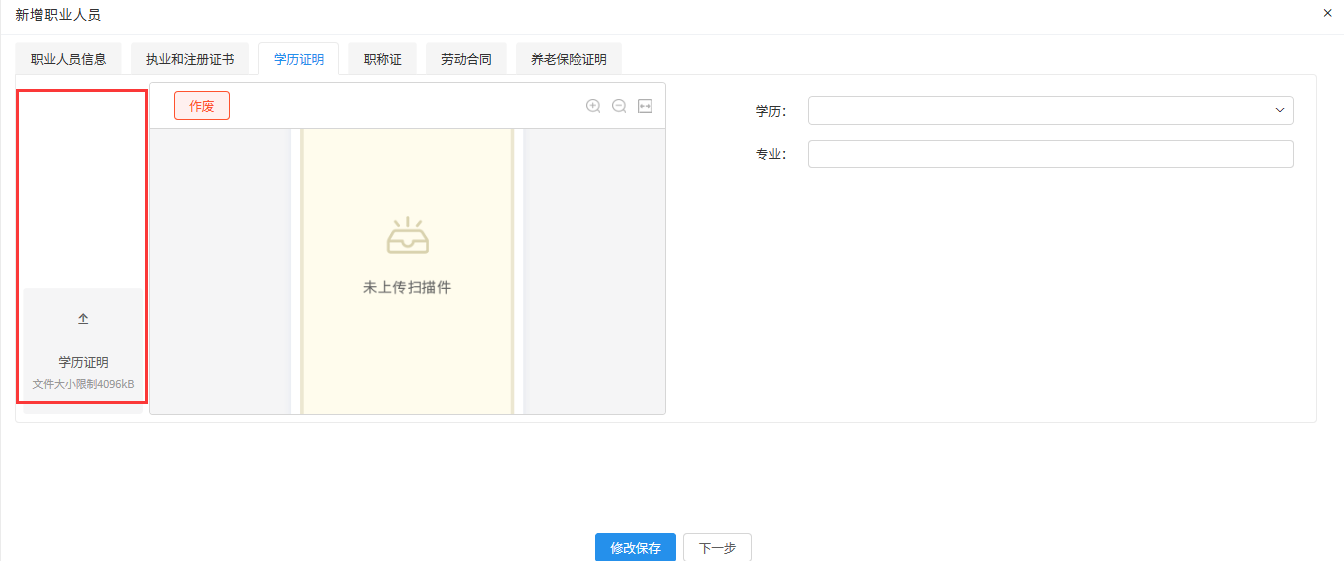 新增职业人员
职业人员信息
执业和注册证书
学历证明
职称证
劳动合同
养老保险证明
作废
学历：
专业：
未上传扫描件
学历证明
文件大小限制4096kB
修改保存
下一步